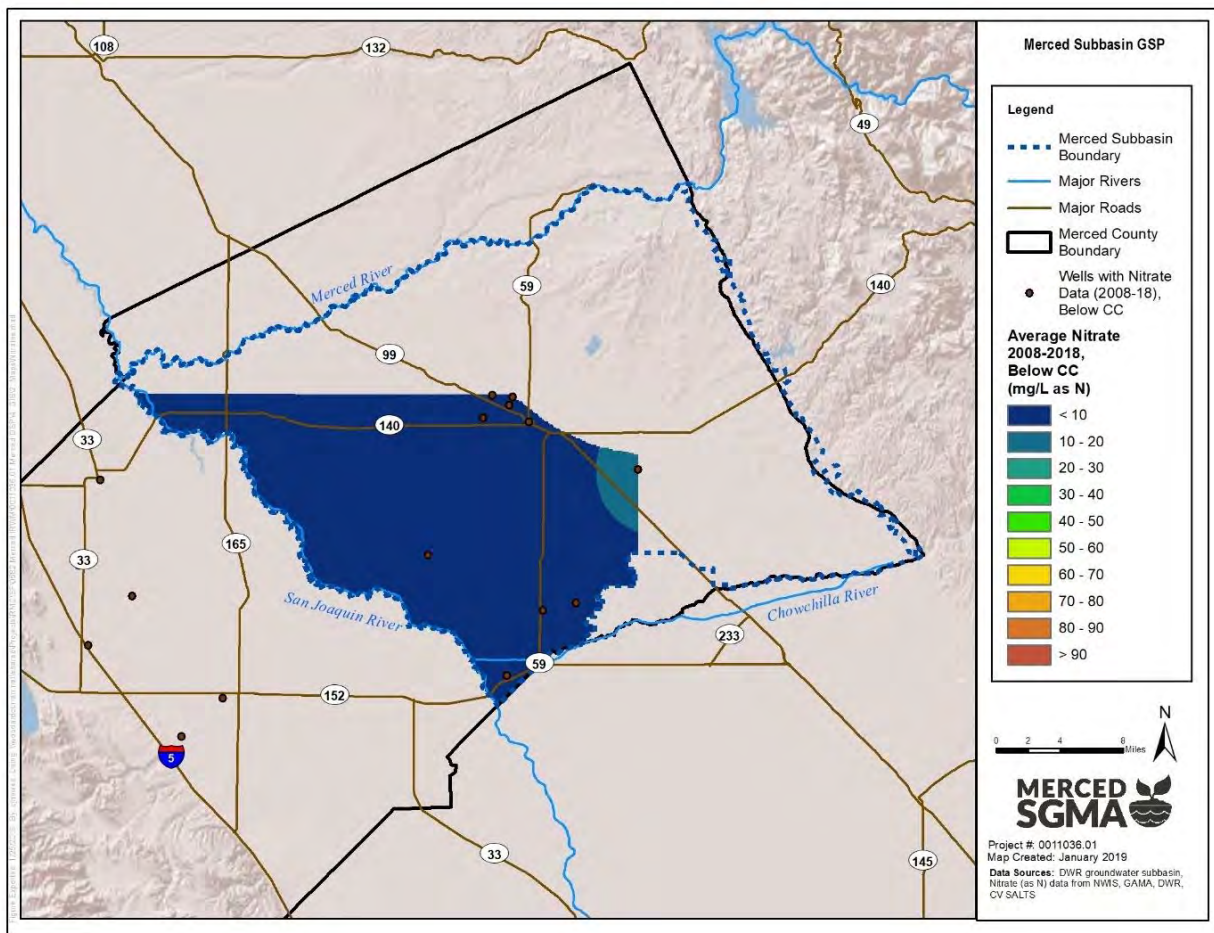 108
132
49
Merced River
59
140
99
140
33
165
33
San Joaquin River
Chowchilla River
233
59
152
5
33
145
Merced Subbasin GSP
Legend
Merced Subbasin
Boundary
Major Rivers
Major Roads
Merced County
Boundary
Wells with Nitrate
Data (2008-18),
Below CC
Average Nitrate
2008-2018,
Below CC
(mg/L as N)
< 10
10 - 20
20 - 30
30 - 40
40 - 50
50 - 60
60 - 70
70 - 80
80 - 90
> 90
N
0 2 4 8
Miles
MERCED
SGMA
Project #: 0011036.01
Map Created: January 2019
Data Sources: DWR groundwater subbasin,
Nitrate (as N) data from NWIS, GAMA, DWR,
CV SALTS